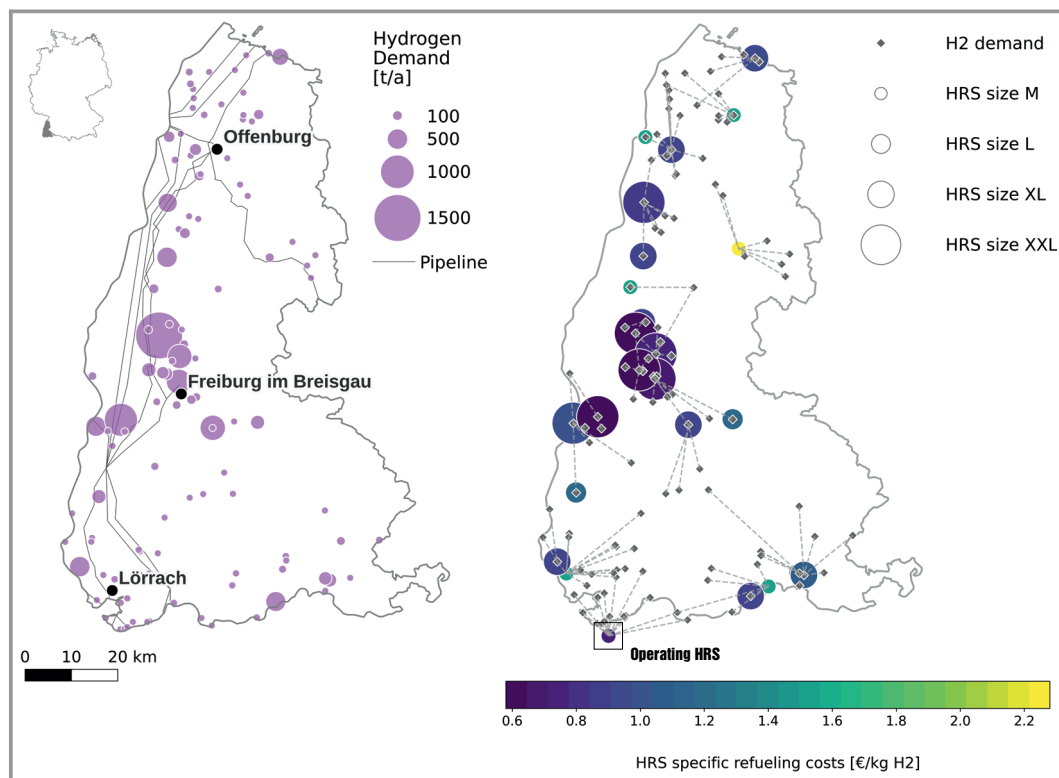 Hydrogen
Demand
[t/a]
100
500
1000
1500
Pipeline
Offenburg
Freiburg im Breisgau
Lörrach
0 10 20 km
H2 demand
HRS size M
HRS size L
HRS size XL
HRS size XXL
Operating HRS
0.6 0.8 1.0 1.2 1.4 1.6 1.8 2.0 2.2
HRS specific refueling costs [€/kg H2]